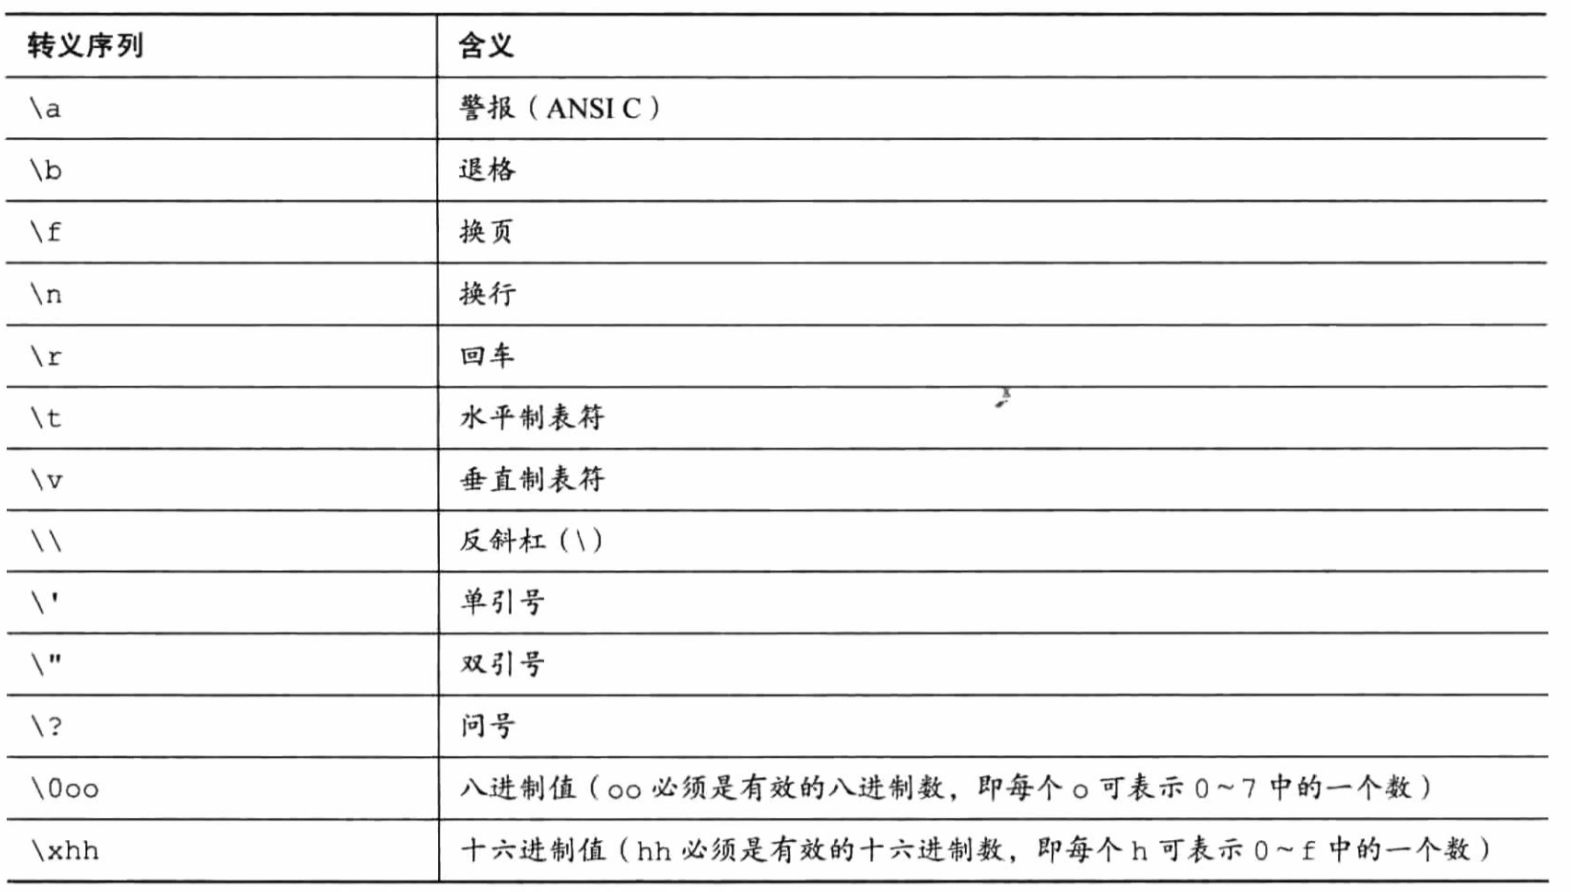 转义序列 含义
\a 警报（ANSI C）
\b 退格
\f 换页
\n 换行
\r 回车
\t 水平制表符
\v 垂直制表符
\\ 反斜杠（\）
\' 单引号
\" 双引号
\? 问号
\0oo 八进制值（oo 必须是有效的八进制数，即每个 o 可表示 0～7 中的一个数）
\xhh 十六进制值（hh 必须是有效的十六进制数，即每个 h 可表示 0～f 中的一个数）